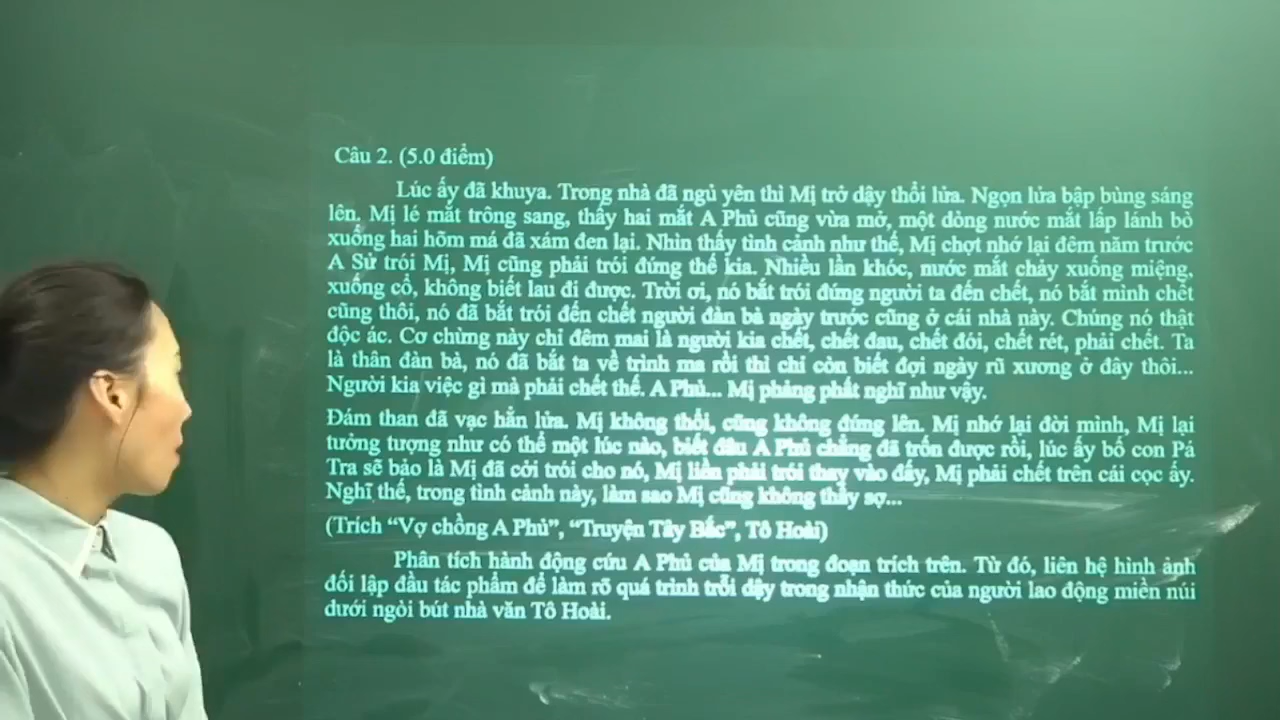 Câu 2. (5.0 điểm)
Lúc ấy đã khuya. Trong nhà đã ngủ yên thì Mị trở dậy thổi lửa. Ngọn lửa bập bùng sáng
lên. Mị lé mắt trông sang, thấy hai mắt A Phủ cũng vừa mở, một dòng nước mắt lấp lánh bò
xuống hai hõm má đã xám đen lại. Nhìn thấy tình cảnh như thế, Mị chợt nhớ lại đêm năm trước
A Sử trói Mị, Mị cũng phải trói đứng thế kia. Nhiều lần khóc, nước mắt chảy xuống miệng,
xuống cổ, không biết lau đi được. Trời ơi, nó bắt trói đứng người ta đến chết, nó bắt mình chết
cũng thôi, nó đã bắt trói đến chết người đàn bà ngày trước cũng ở cái nhà này. Chúng nó thật
độc ác. Cơ chừng này chỉ đêm mai là người kia chết, chết đau, chết đói, chết rét, phải chết. Ta
là thân đàn bà, nó đã bắt ta về trình ma rồi thì chỉ còn biết đợi ngày rũ xương ở đây thôi...
Người kia việc gì mà phải chết thế. A Phủ... Mị phảng phất nghĩ như vậy.
Đám than đã vạc hẳn lửa. Mị không thổi, cũng không đứng lên. Mị nhớ lại đời mình, Mị lại
tưởng tượng như có thể một lúc nào, biết đâu A Phủ chẳng đã trốn được rồi, lúc ấy bố con Pá
Tra sẽ bảo là Mị đã cởi trói cho nó, Mị liền phải trói thay vào đấy, Mị phải chết trên cái cọc ấy.
Nghĩ thế, trong tình cảnh này, làm sao Mị cũng không thấy sợ...
(Trích “Vợ chồng A Phủ”, “Truyện Tây Bắc”, Tô Hoài)
Phân tích hành động cứu A Phủ của Mị trong đoạn trích trên. Từ đó, liên hệ hình ảnh
đối lập đầu tác phẩm để làm rõ quá trình trỗi dậy trong nhận thức của người lao động miền núi
dưới ngòi bút nhà văn Tô Hoài.